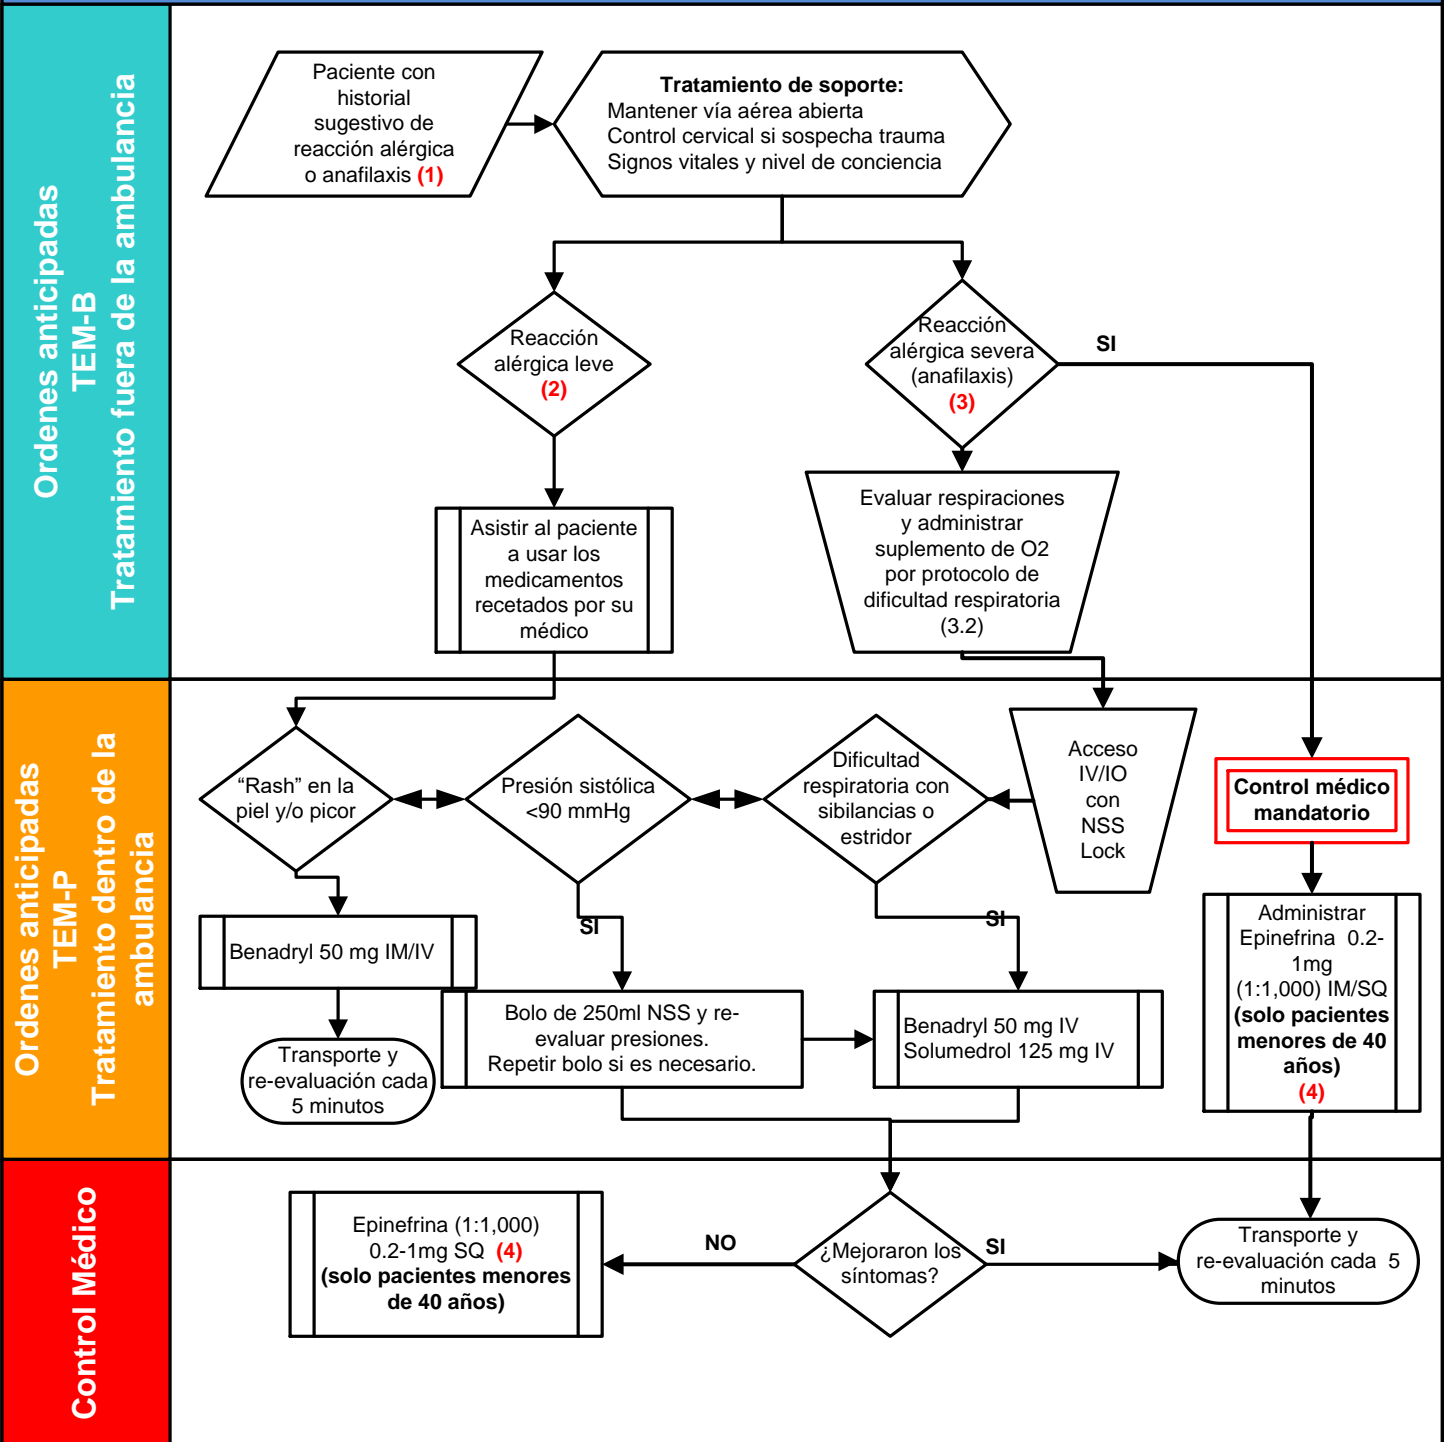 Ordenes anticipadas
TEM-B
Tratamiento fuera de la ambulancia
Paciente con
historial
sugestivo de
reacción alérgica
o anafilaxis (1)
Tratamiento de soporte:
Mantener vía aérea abierta
Control cervical si sospecha trauma
Signos vitales y nivel de conciencia
Reacción
alérgica leve
(2)
Reacción
alérgica severa
(anafilaxis)
(3)
SI
Asistir al paciente
a usar los
medicamentos
recetados por su
médico
Evaluar respiraciones
y administrar
suplemento de O2
por protocolo de
dificultad respiratoria
(3.2)
Ordenes anticipadas
TEM-P
Tratamiento dentro de la
ambulancia
“Rash” en la
piel y/o picor
Presión sistólica
<90 mmHg
Dificultad
respiratoria con
sibilancias o
estridor
Acceso
IV/IO
con
NSS
Lock
Control médico
mandatorio
SI
SI
Benadryl 50 mg IM/IV
Administrar
Epinefrina 0.2-
1mg
(1:1,000) IM/SQ
(solo pacientes
menores de 40
años)
(4)
Bolo de 250ml NSS y re-
evaluar presiones.
Repetir bolo si es necesario.
Benadryl 50 mg IV
Solumedrol 125 mg IV
Transporte y
re-evaluación cada
5 minutos
Control Médico
Epinefrina (1:1,000)
0.2-1mg SQ (4)
(solo pacientes menores
de 40 años)
NO
¿Mejoraron los
síntomas?
SI
Transporte y
re-evaluación cada 5
minutos